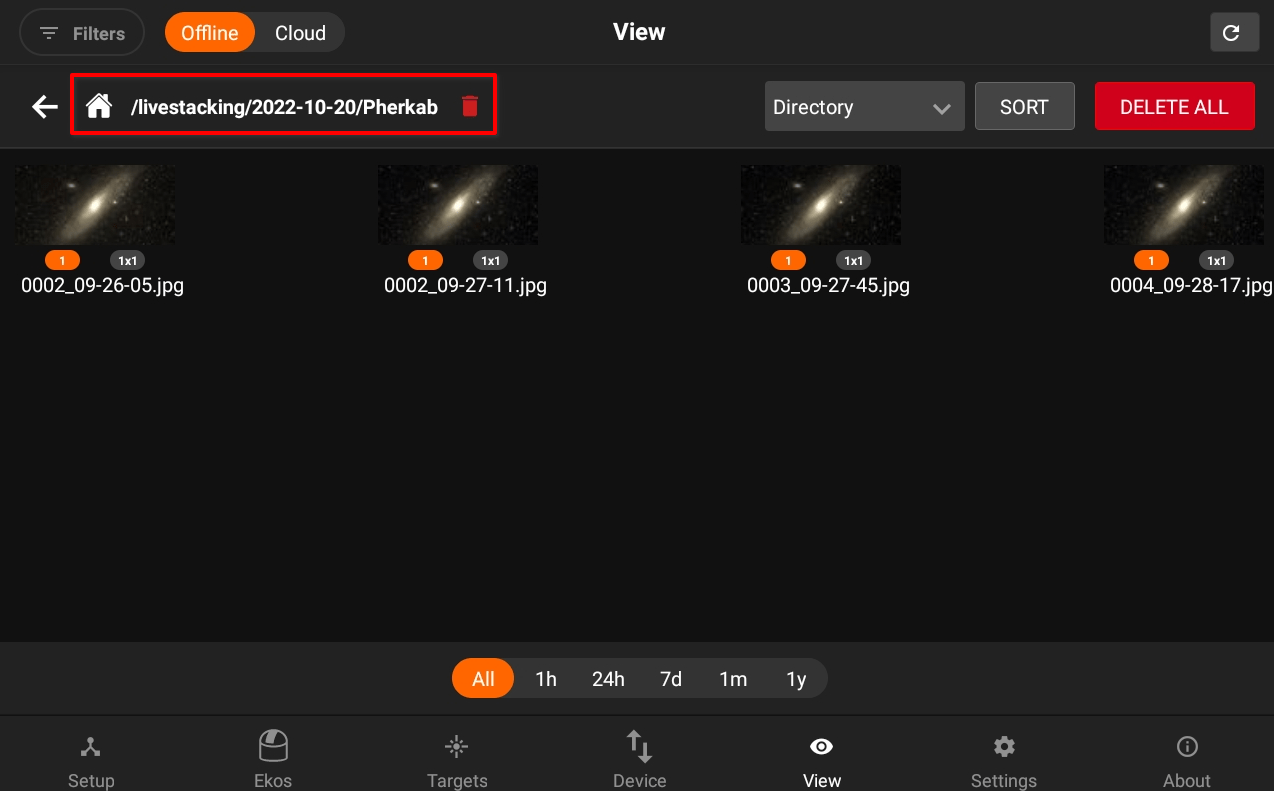 Filters
Offline
Cloud
View
/livestacking/2022-10-20/Pherkab
Directory
SORT
DELETE ALL
1
1x1
0002_09-26-05.jpg
1
1x1
0002_09-27-11.jpg
1
1x1
0003_09-27-45.jpg
1
1x1
0004_09-28-17.jpg
All
1h
24h
7d
1m
1y
Setup
Ekos
Targets
Device
View
Settings
About